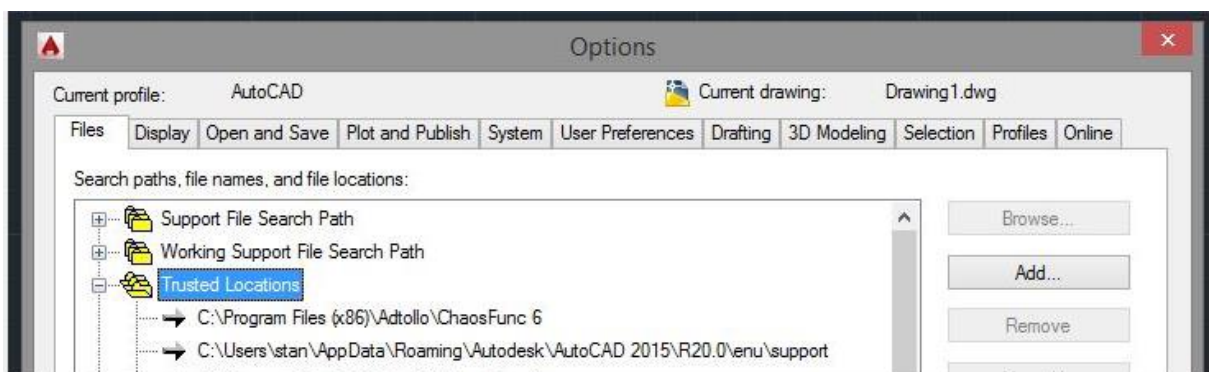 Options
Current profile: AutoCAD Current drawing: Drawing1.dwg
Files Display Open and Save Plot and Publish System User Preferences Drafting 3D Modeling Selection Profiles Online
Search paths, file names, and file locations:
Support File Search Path
Browse...
Working Support File Search Path
Trusted Locations
Add...
C:\Program Files (x86)\Adtollo\ChaosFunc 6
Remove
C:\Users\stan\AppData\Roaming\Autodesk\AutoCAD 2015\R20.0\enu\support